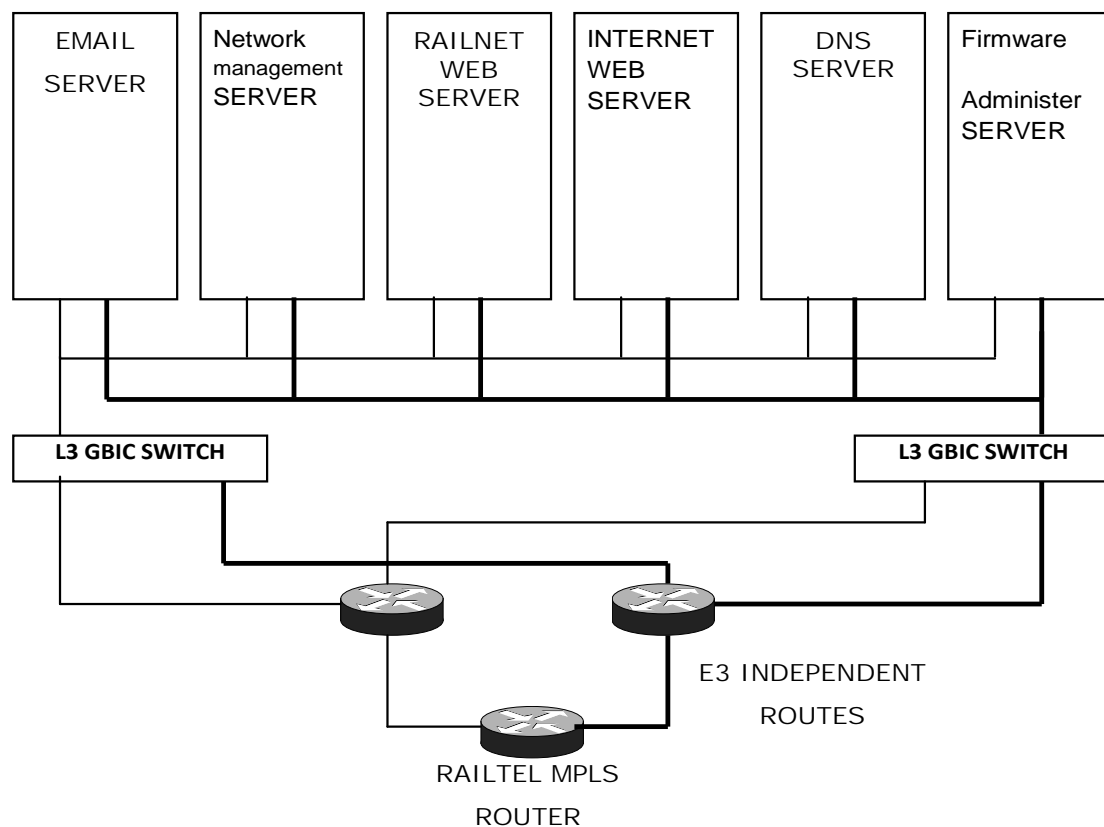 EMAIL
SERVER
Network
management
SERVER
RAILNET
WEB
SERVER
INTERNET
WEB
SERVER
DNS
SERVER
Firmware
Administer
SERVER
L3 GBIC SWITCH
L3 GBIC SWITCH
E3 INDEPENDENT
ROUTES
RAILTEL MPLS
ROUTER